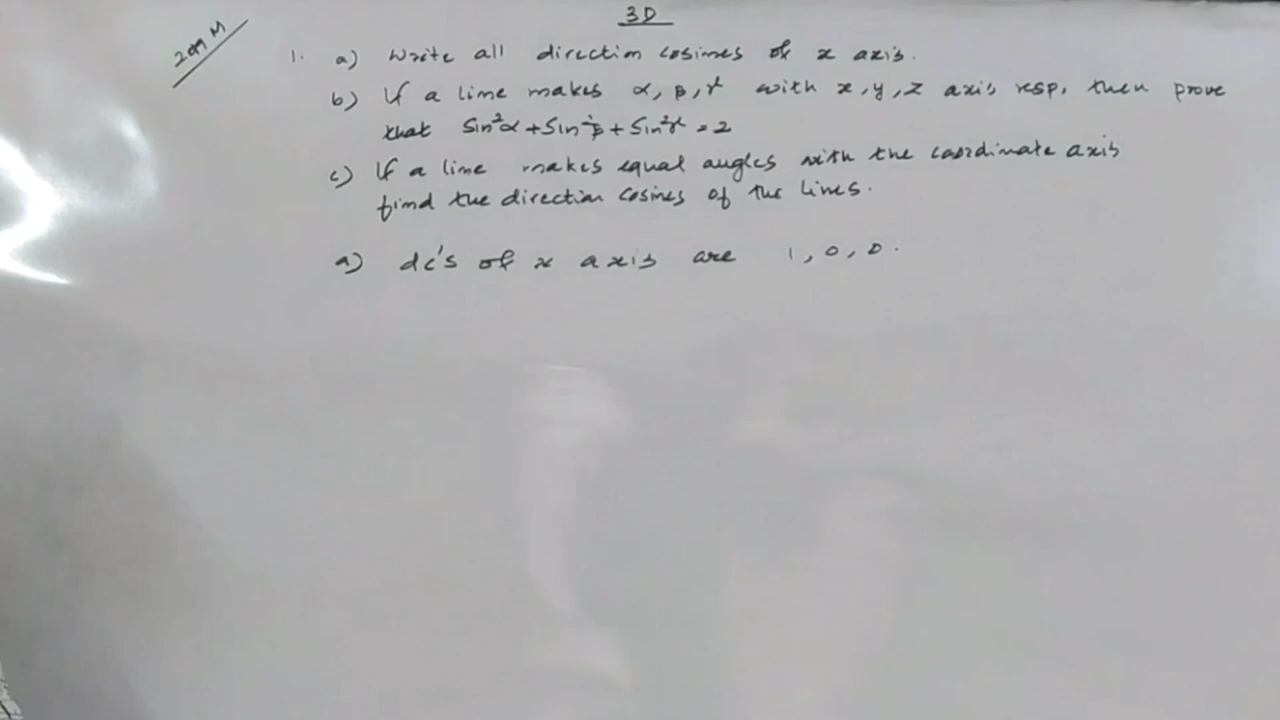 3D
2019 M
1. a) Write all direction cosines of x axis.
b) If a line makes α, β, γ with x, y, z axis resp, then prove
that Sin²α + Sin²β + Sin²γ = 2
c) If a line makes equal angles with the coordinate axis
find the direction cosines of the lines.
a) dc's of x axis are 1, 0, 0.